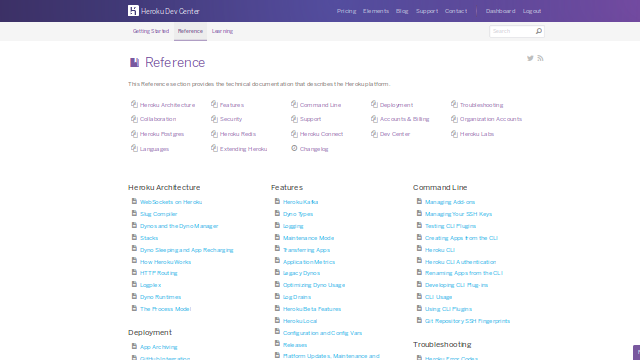 Heroku Dev Center
Pricing Elements Blog Support Contact | Dashboard Logout
Getting Started Reference Learning
Search
Reference
This Reference section provides the technical documentation that describes the Heroku platform.
Heroku Architecture Features Command Line Deployment Troubleshooting
Collaboration Security Support Accounts & Billing Organization Accounts
Heroku Postgres Heroku Redis Heroku Connect Dev Center Heroku Labs
Languages Extending Heroku Changelog
Heroku Architecture
WebSockets on Heroku
Slug Compiler
Dynos and the Dyno Manager
Stacks
Dyno Sleeping and App Recharging
How Heroku Works
HTTP Routing
Logplex
Dyno Runtimes
The Process Model
Deployment
App Archiving
GitHub Integration
Features
Heroku Kafka
Dyno Types
Logging
Maintenance Mode
Transferring Apps
Application Metrics
Legacy Dynos
Optimizing Dyno Usage
Log Drains
Heroku Beta Features
Heroku Local
Configuration and Config Vars
Releases
Platform Updates, Maintenance and
Command Line
Managing Add-ons
Managing Your SSH Keys
Testing CLI Plugins
Creating Apps from the CLI
Heroku CLI
Heroku CLI Authentication
Renaming Apps from the CLI
Developing CLI Plug-ins
CLI Usage
Using CLI Plugins
Git Repository SSH Fingerprints
Troubleshooting
Heroku Error Codes